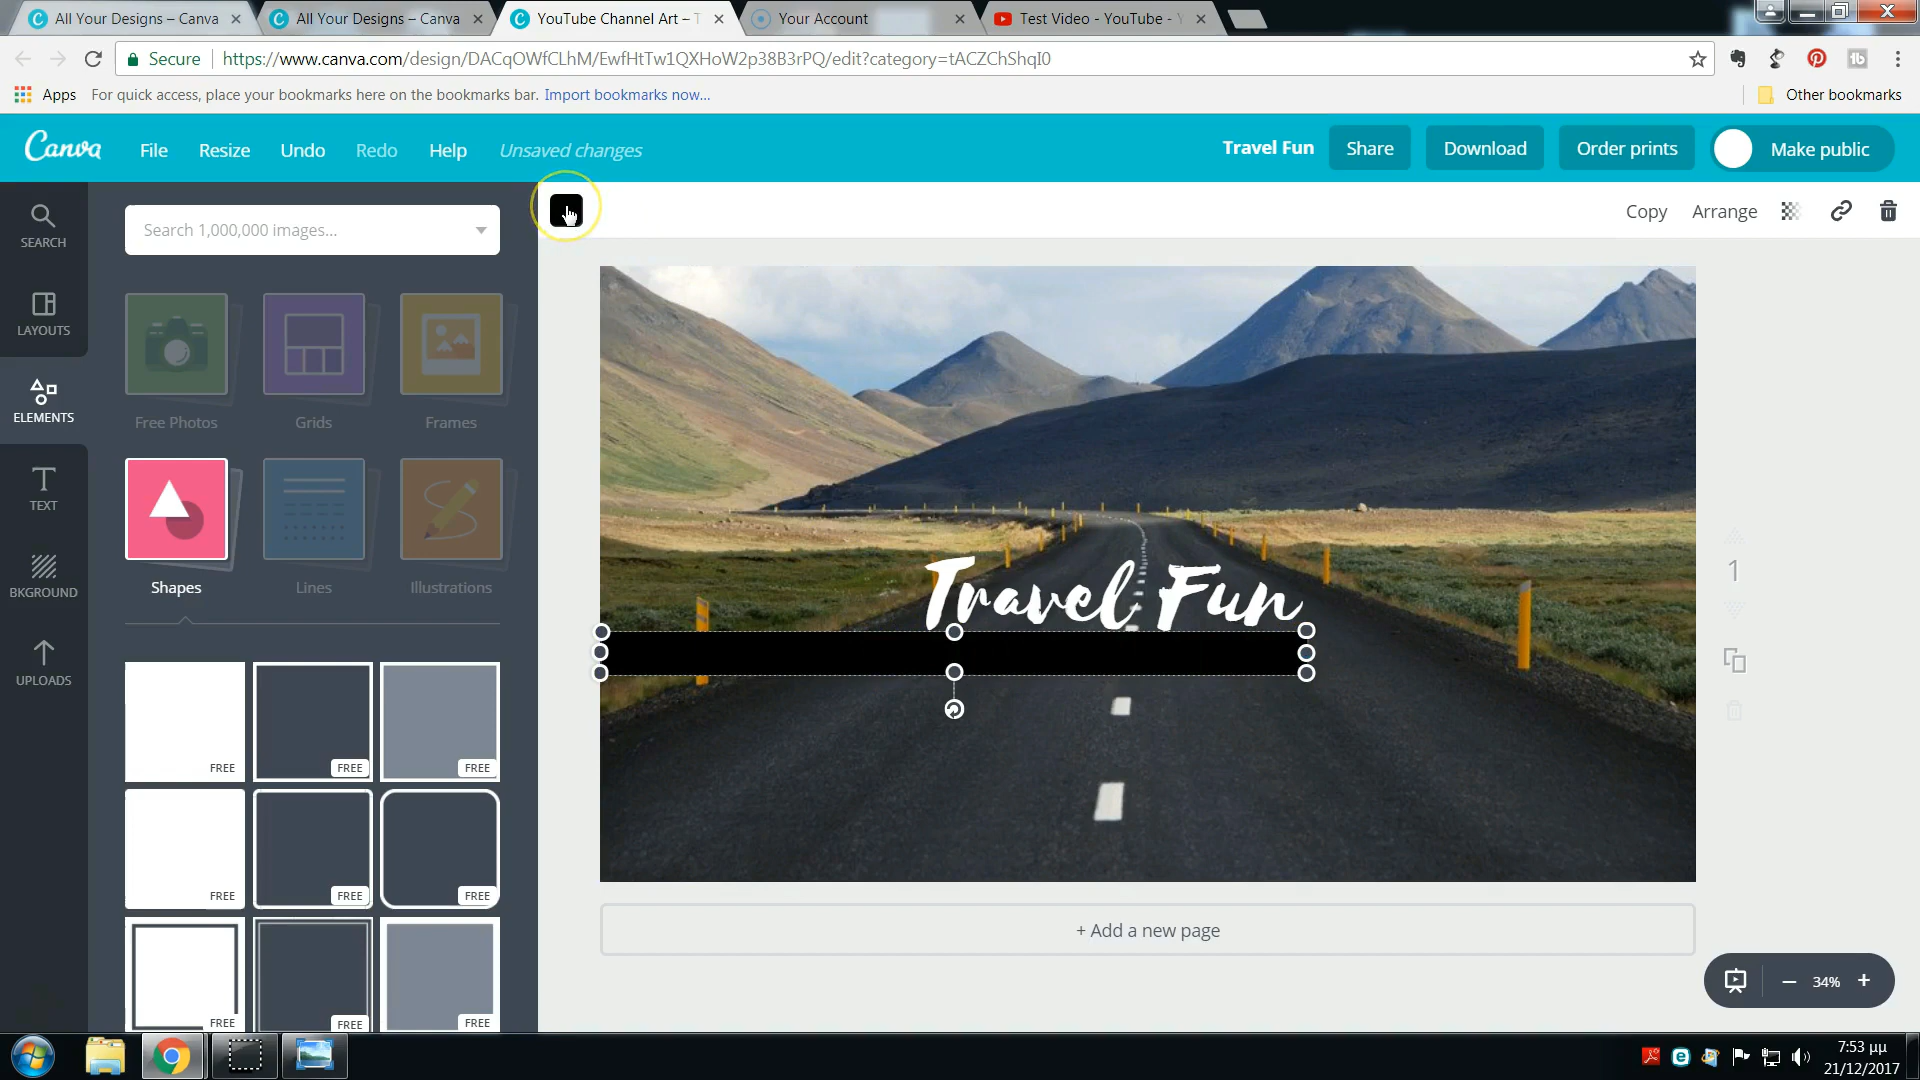 All Your Designs – Canva
All Your Designs – Canva
YouTube Channel Art – T
Your Account
Test Video - YouTube - Y
Secure
https://www.canva.com/design/DACqOWfCLhM/EwfHtTw1QXHoW2p38B3rPQ/edit?category=tACZChShqI0
Apps
For quick access, place your bookmarks here on the bookmarks bar. Import bookmarks now...
Other bookmarks
Canva
File
Resize
Undo
Redo
Help
Unsaved changes
Travel Fun
Share
Download
Order prints
Make public
SEARCH
LAYOUTS
ELEMENTS
TEXT
BKGROUND
UPLOADS
Search 1,000,000 images...
Free Photos
Grids
Frames
Shapes
Lines
Illustrations
FREE
FREE
FREE
FREE
FREE
FREE
FREE
FREE
FREE
Copy
Arrange
Travel Fun
1
+ Add a new page
34%
7:53 μμ
21/12/2017